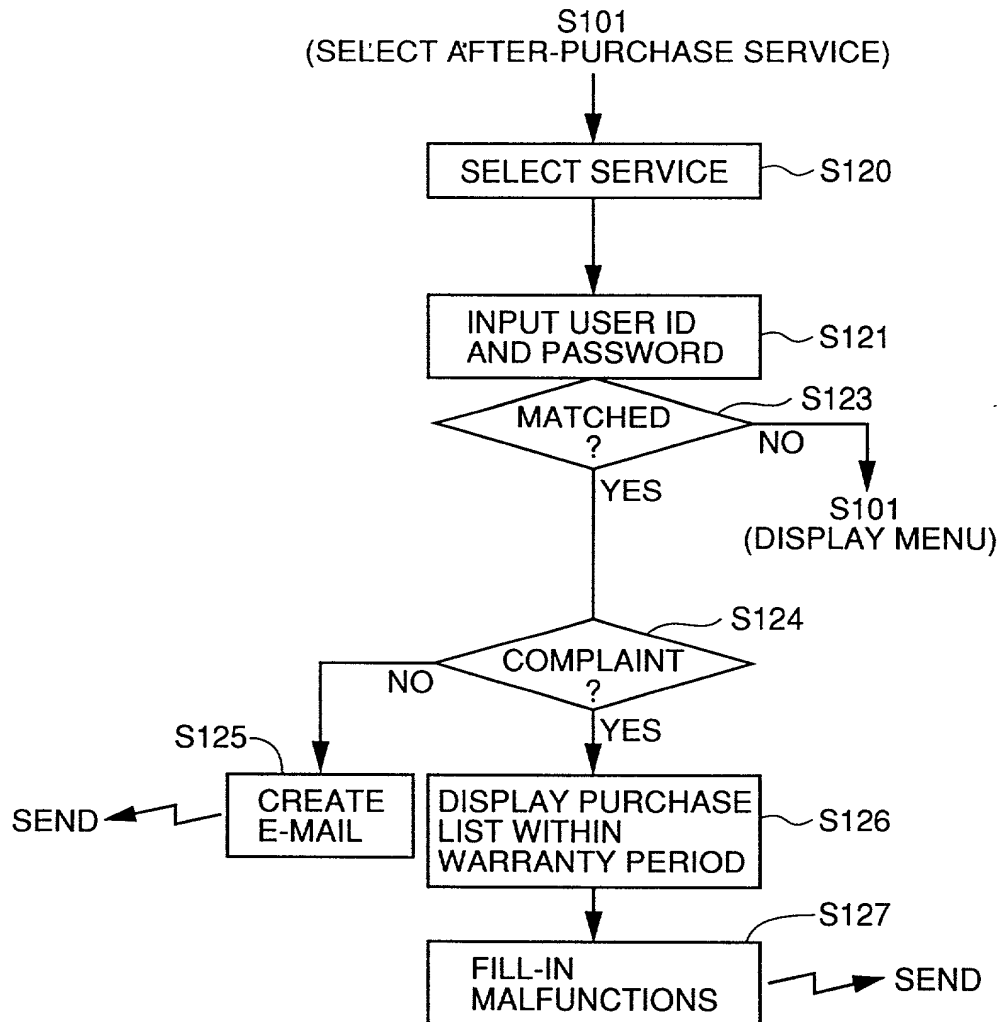 S101
(SELECT AFTER-PURCHASE SERVICE)
SELECT SERVICE
S120
INPUT USER ID
AND PASSWORD
S121
MATCHED
?
S123
NO
YES
S101
(DISPLAY MENU)
COMPLAINT
?
S124
NO
YES
S125
CREATE
E-MAIL
SEND
DISPLAY PURCHASE
LIST WITHIN
WARRANTY PERIOD
S126
S127
FILL-IN
MALFUNCTIONS
SEND